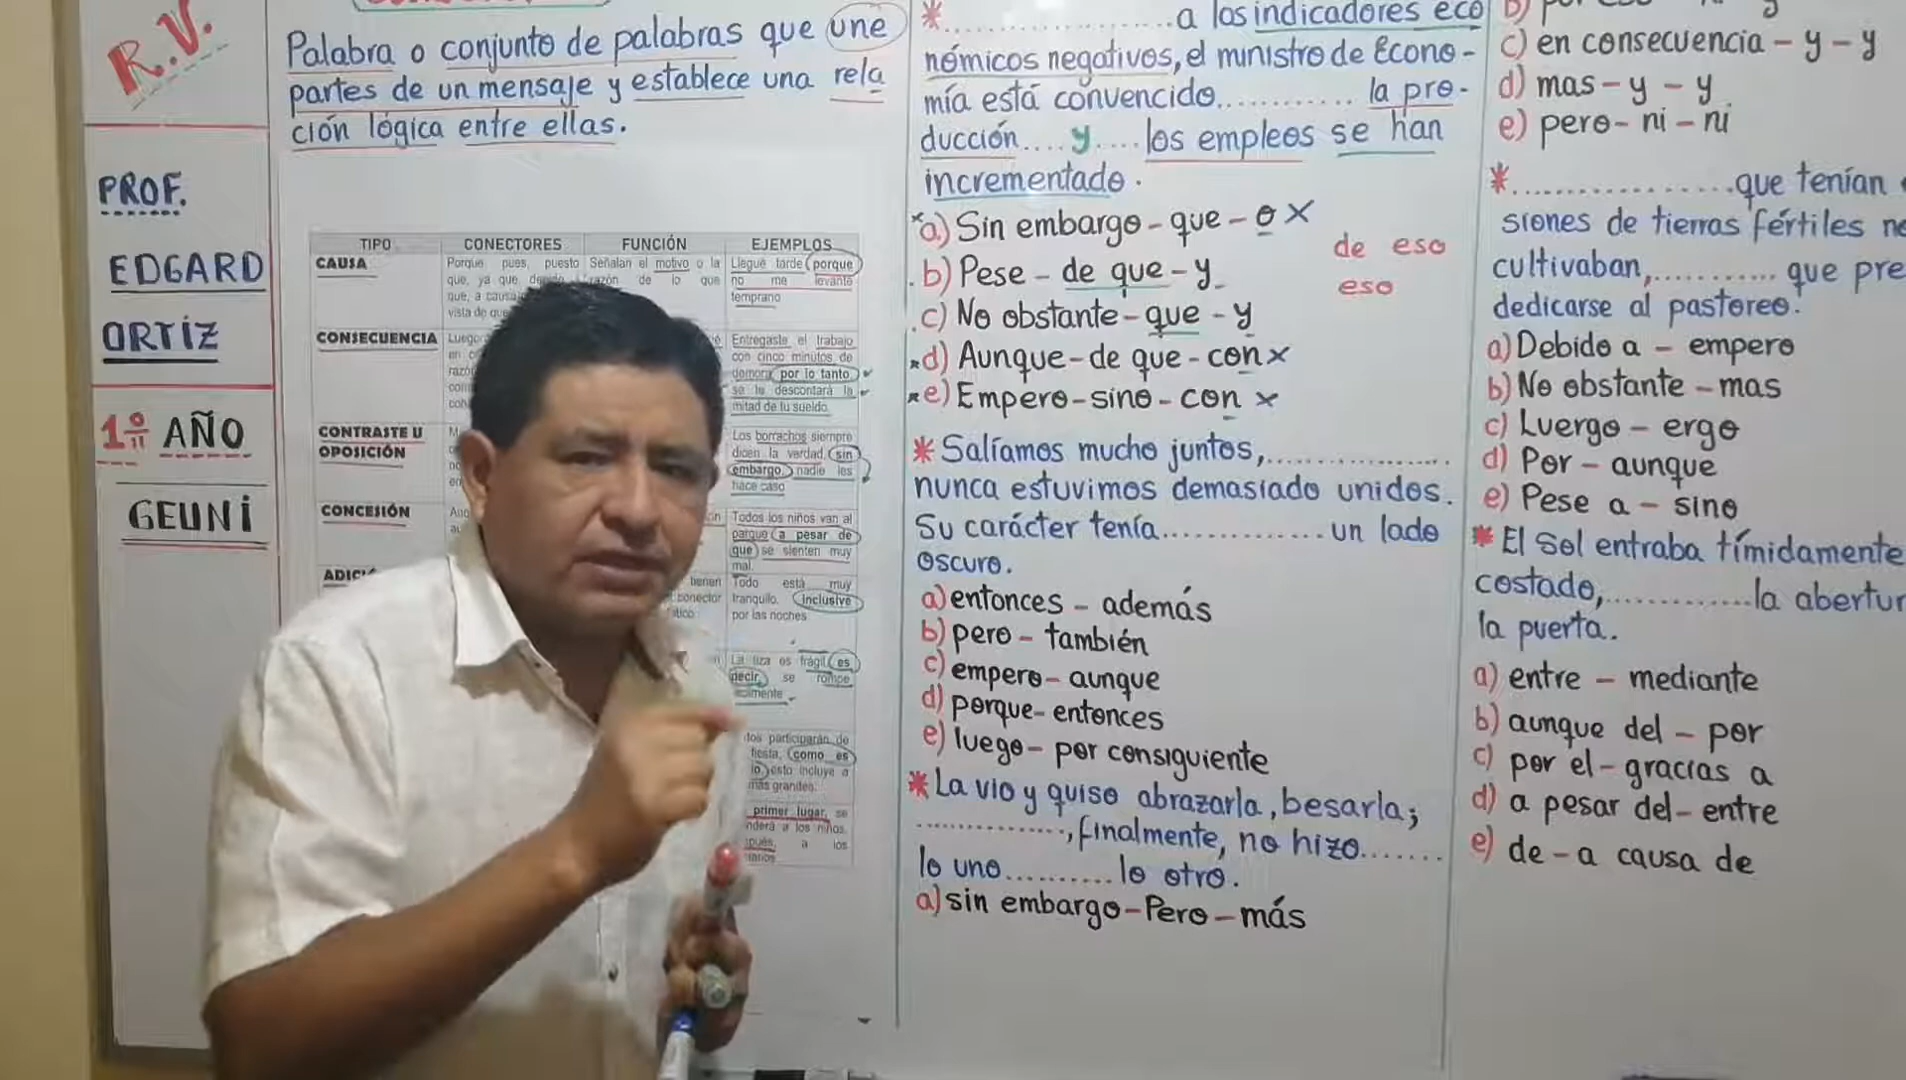 R.V.
PROF.
EDGARD
ORTÍZ
1º AÑO
GEUNI
Palabra o conjunto de palabras que une
partes de un mensaje y establece una rela
ción lógica entre ellas.
TIPO CONECTORES FUNCIÓN EJEMPLOS
CAUSA
Porque, pues, puesto
que, ya que, debido
que, a causa
vista de que
Señalan el motivo o la
razón de lo que
Llegué tarde porque
no me levanté
temprano
CONSECUENCIA
Luego
Entregaste el trabajo
con cinco minutos de
demora por lo tanto
se te descontará la
mitad de tu sueldo.
CONTRASTE U
OPOSICIÓN
Los borrachos siempre
dicen la verdad, sin
embargo, nadie les
hace caso
CONCESIÓN
Todos los niños van al
parque a pesar de
que se sienten muy
mal.
tienen
conector
Todo está muy
tranquilo, inclusive
por las noches
La tiza es frágil, es
decir, se rompe
fácilmente
participarán de
fiesta, como es
esto incluye a
más grandes.
primer lugar, se
a los niños,
a los
*.................... a los indicadores eco
nómicos negativos, el ministro de Econo-
mía está convencido............ la pro-
ducción.... y .... los empleos se han
incrementado.
a) Sin embargo - que - o X
b) Pese - de que - y
c) No obstante - que - y
d) Aunque - de que - con x
e) Empero - sino - con x
de eso
eso
* Salíamos mucho juntos,.................
nunca estuvimos demasiado unidos.
Su carácter tenía.............. un lado
oscuro.
a) entonces - además
b) pero - también
c) empero - aunque
d) porque - entonces
e) luego - por consiguiente
* La vio y quiso abrazarla, besarla;
.............., finalmente, no hizo.......
lo uno.......... lo otro.
a) sin embargo - Pero - más
c) en consecuencia - y - y
d) mas - y - y
e) pero - ni - ni
*..................que tenían
siones de tierras fértiles
cultivaban,........... que pre
dedicarse al pastoreo.
a) Debido a - empero
b) No obstante - mas
c) Luergo - ergo
d) Por - aunque
e) Pese a - sino
* El Sol entraba tímidamente
costado,.............la abertur
la puerta.
a) entre - mediante
b) aunque del - por
c) por el - gracias a
d) a pesar del - entre
e) de - a causa de